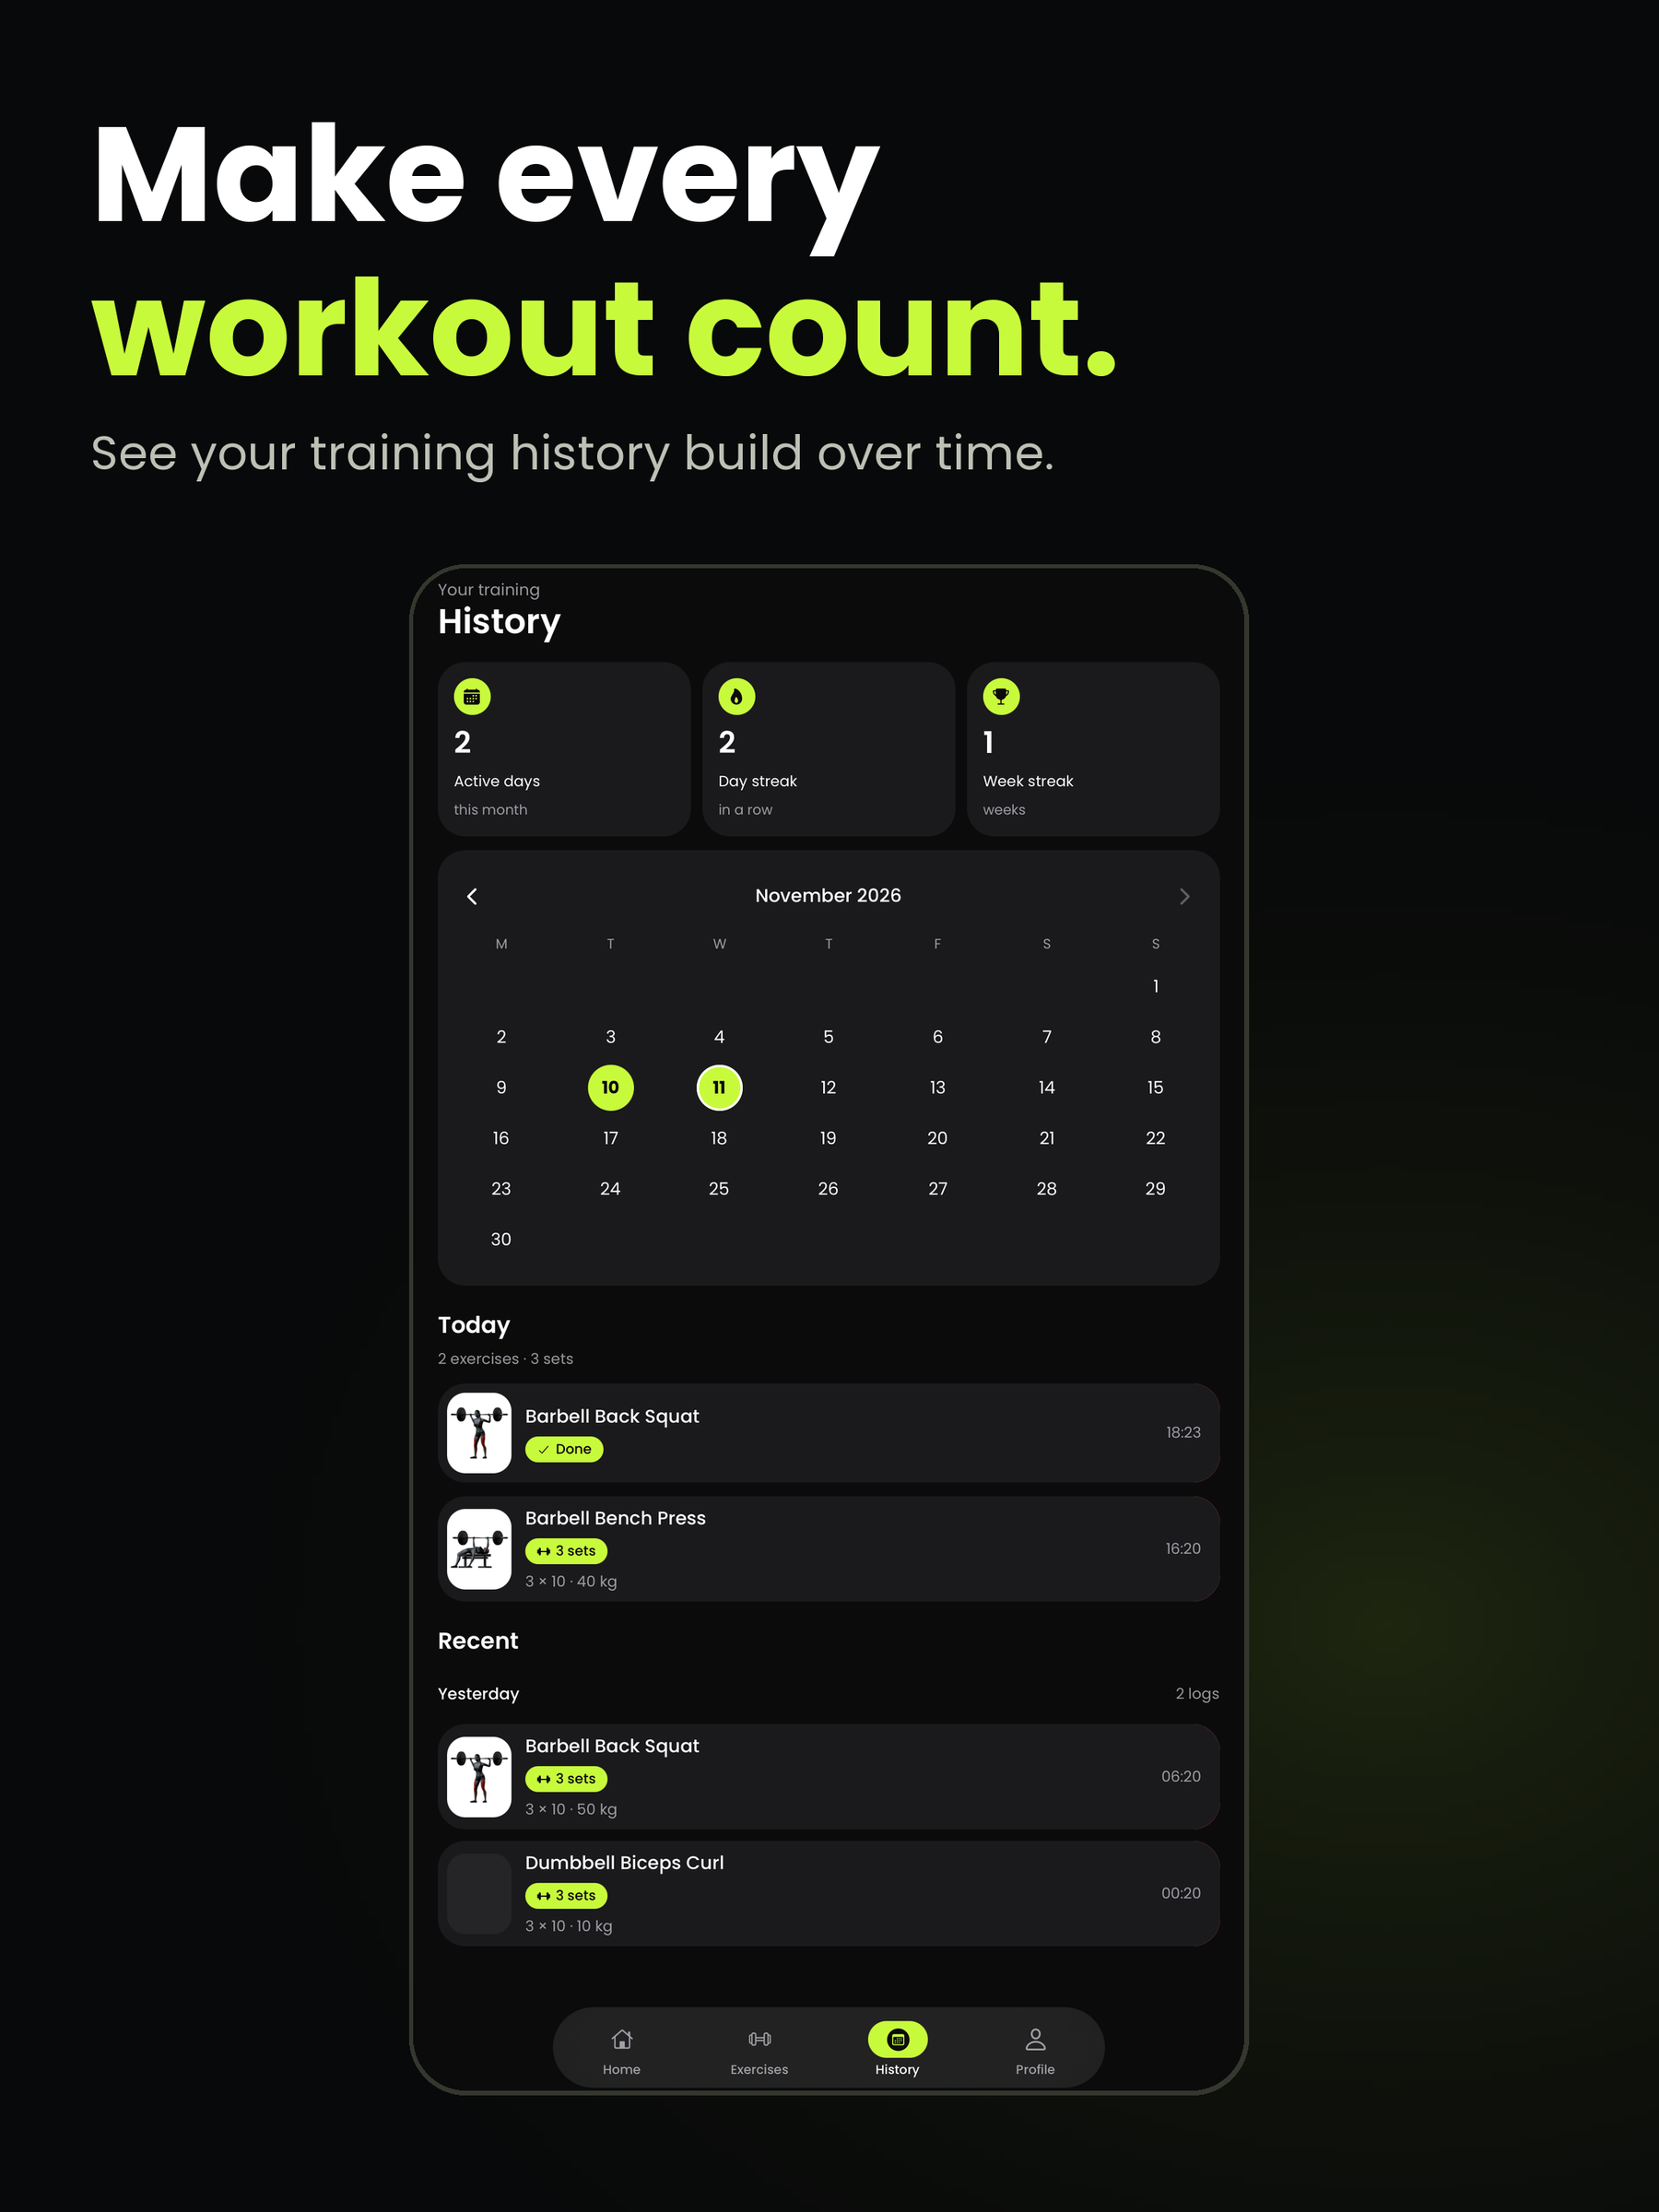 Make every
workout count.
See your training history build over time.
Your training
History
2
Active days
this month
2
Day streak
in a row
1
Week streak
weeks
November 2026
M T W T F S S
1
2 3 4 5 6 7 8
9 10 11 12 13 14 15
16 17 18 19 20 21 22
23 24 25 26 27 28 29
30
Today
2 exercises · 3 sets
Barbell Back Squat
Done
18:23
Barbell Bench Press
3 sets
3 × 10 · 40 kg
16:20
Recent
Yesterday
2 logs
Barbell Back Squat
3 sets
3 × 10 · 50 kg
06:20
Dumbbell Biceps Curl
3 sets
3 × 10 · 10 kg
00:20
Home
Exercises
History
Profile